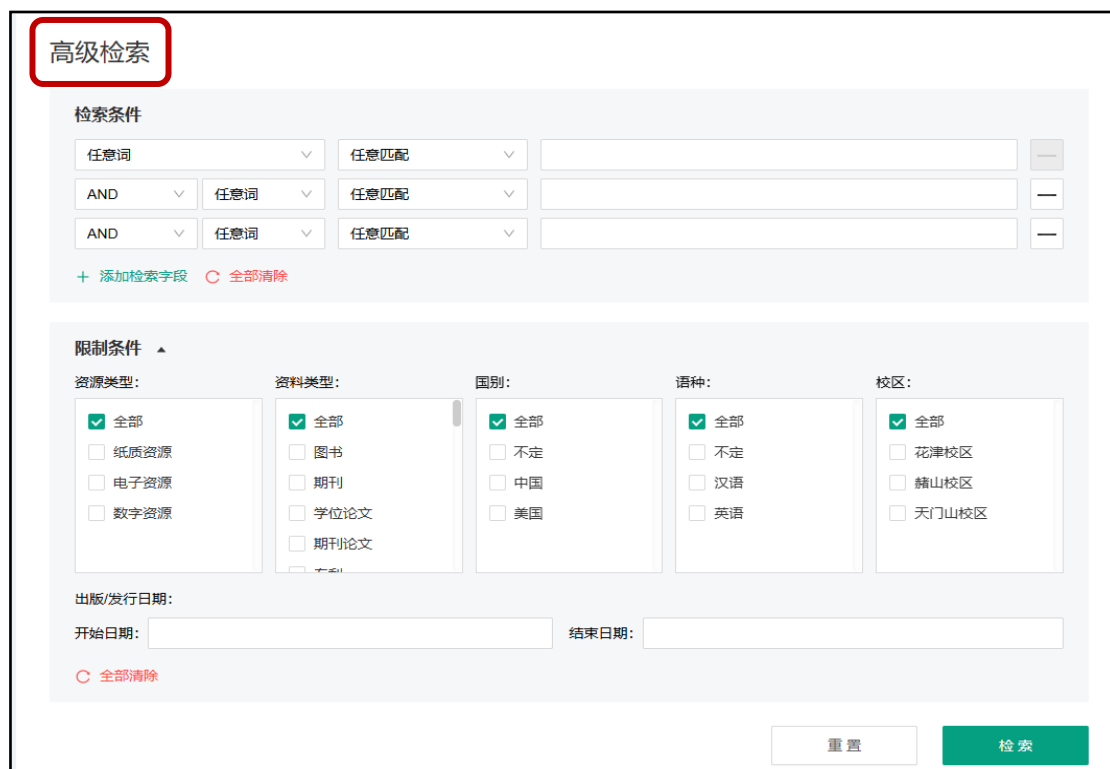 高级检索
检索条件
任意词 任意匹配
AND 任意词 任意匹配
AND 任意词 任意匹配
添加检索字段 全部清除
限制条件
资源类型: 资料类型: 国别: 语种: 校区:
全部 全部 全部 全部 全部
纸质资源 图书 不定 不定 花津校区
电子资源 期刊 中国 汉语 赭山校区
数字资源 学位论文 美国 英语 天门山校区
期刊论文
出版/发行日期:
开始日期: 结束日期:
全部清除
重置 检索